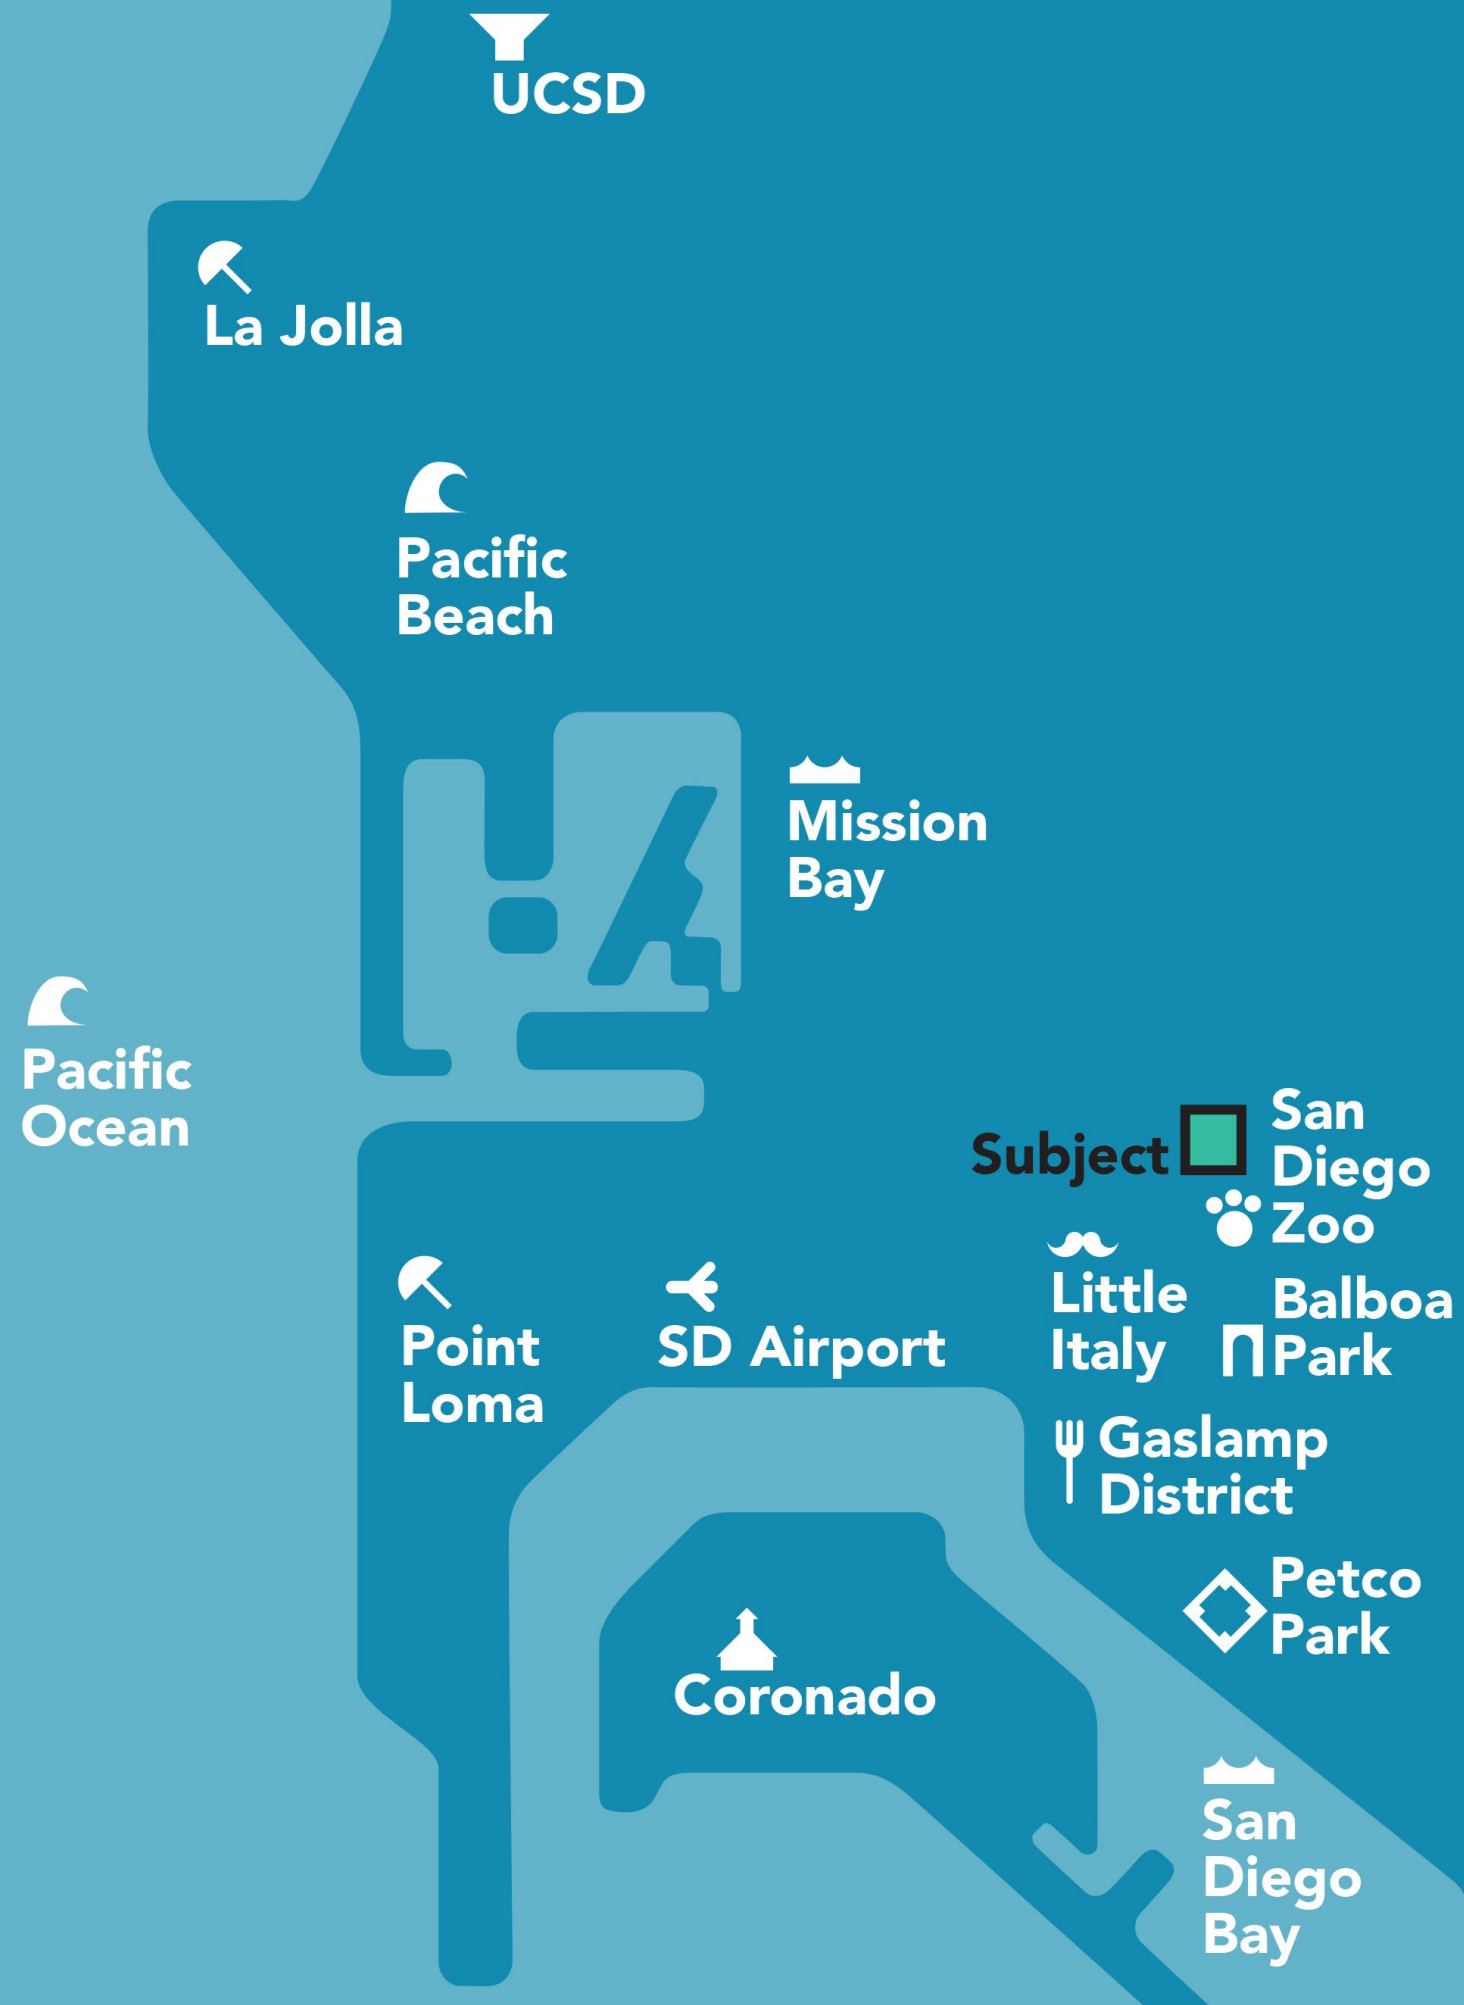 UCSD
La Jolla
Pacific
Beach
Mission
Bay
Pacific
Ocean
Subject
San
Diego
Zoo
Little
Italy
Balboa
Park
Point
Loma
SD Airport
Gaslamp
District
Petco
Park
Coronado
San
Diego
Bay